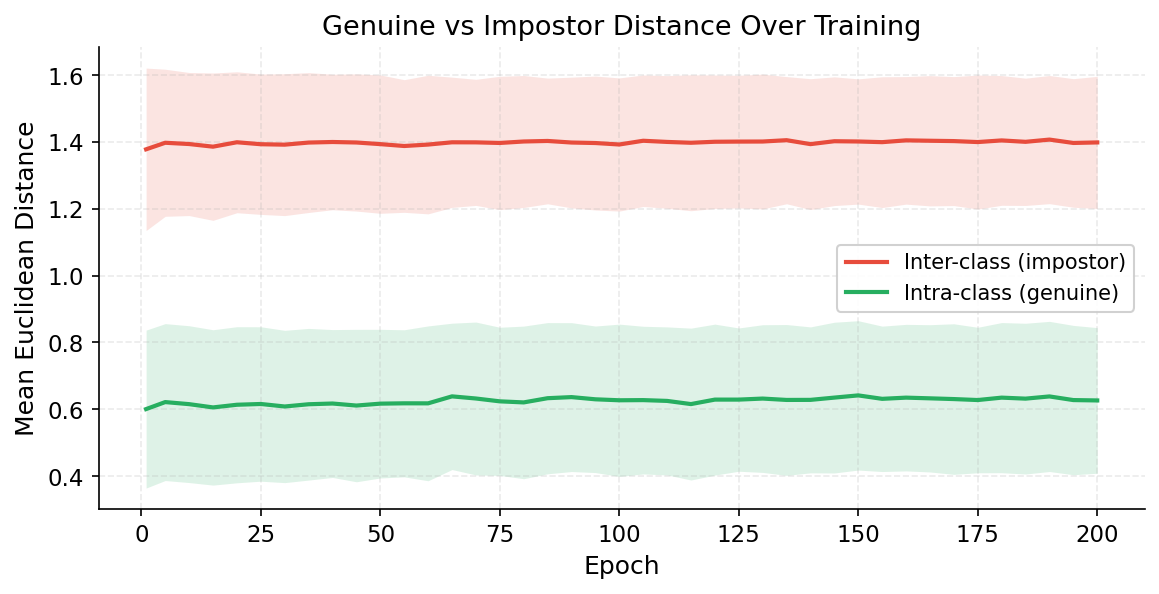 Genuine vs Impostor Distance Over Training
Mean Euclidean Distance
1.6
1.4
1.2
1.0
0.8
0.6
0.4
Inter-class (impostor)
Intra-class (genuine)
0 25 50 75 100 125 150 175 200
Epoch